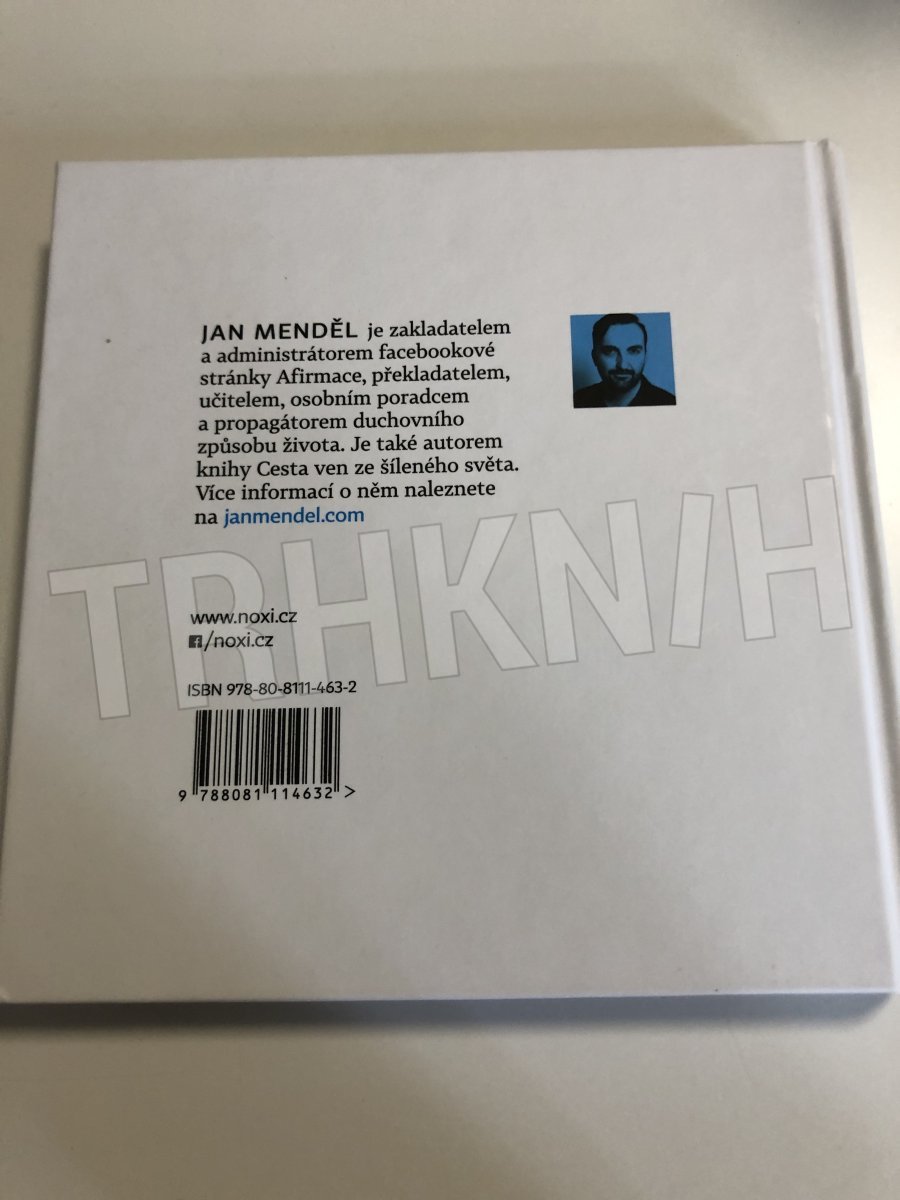 JAN MENDĚL je zakladatelem
a administrátorem facebookové
stránky Afirmace, překladatelem,
učitelem, osobním poradcem
a propagátorem duchovního
způsobu života. Je také autorem
knihy Cesta ven ze šíleného světa.
Více informací o něm naleznete
na janmendel.com
TRHKNIH
www.noxi.cz
/noxi.cz
ISBN 978-80-8111-463-2
9 788081 114632 >